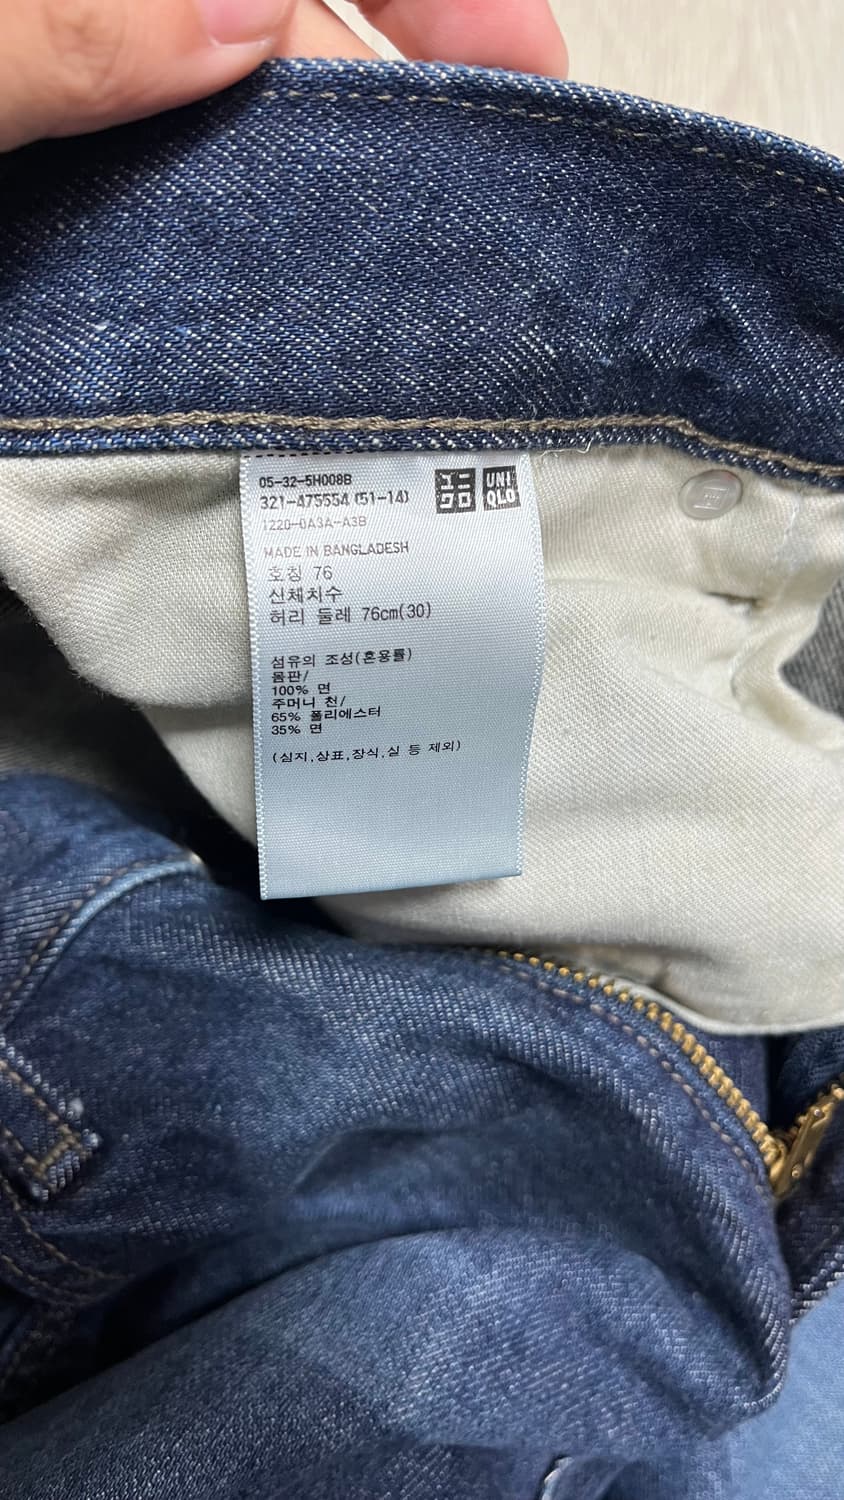 05-32-5H008B
321-475554 (51-14)
ユニ
クロ
UNI
QLO
1220-0A3A-A3B
MADE IN BANGLADESH
호칭 76
신체치수
허리 둘레 76cm(30)
섬유의 조성(혼용률)
몸판/
100% 면
주머니 천/
65% 폴리에스터
35% 면
(심지,상표,장식,실 등 제외)